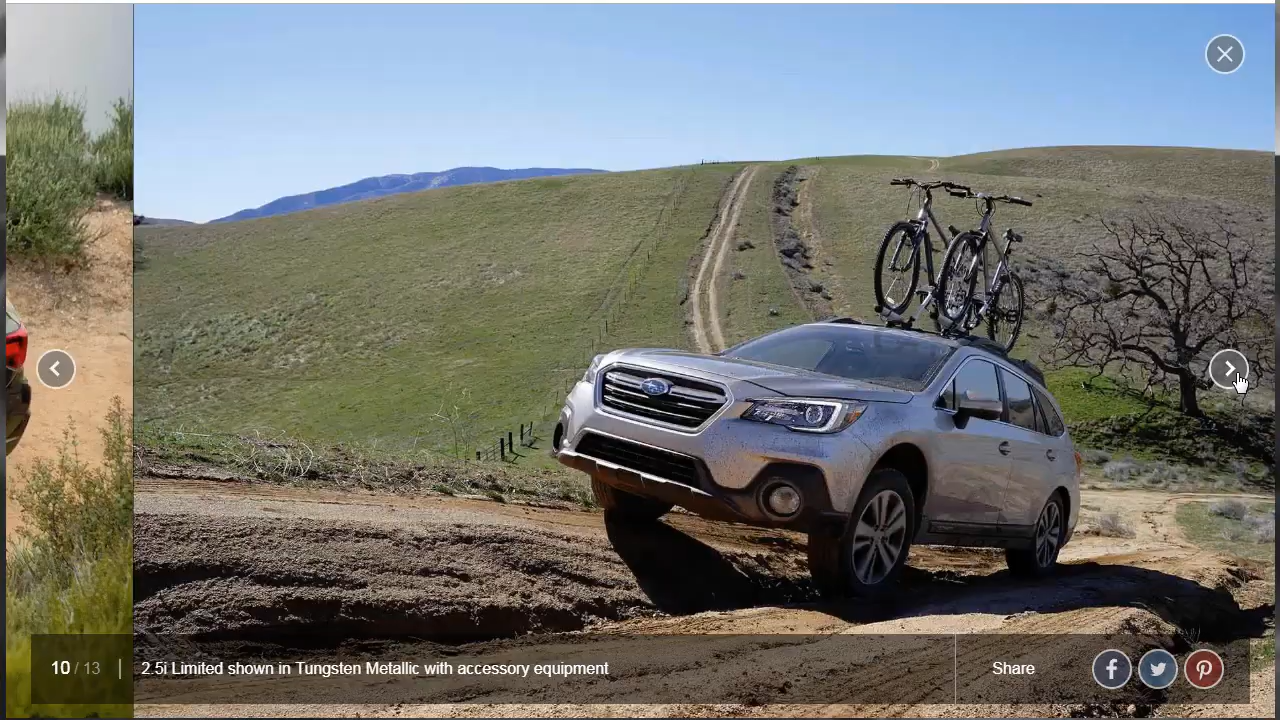 10 / 13 | 2.5i Limited shown in Tungsten Metallic with accessory equipment
Share